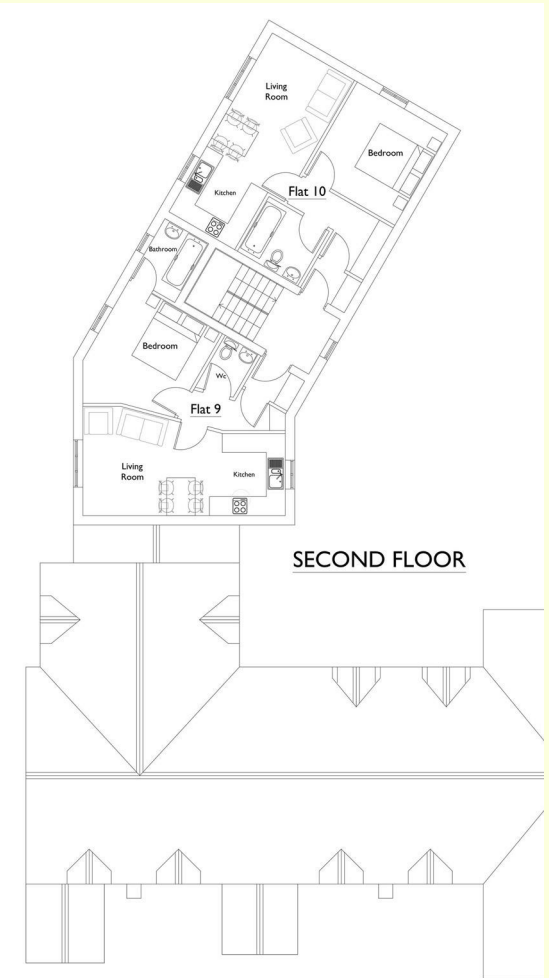 Living
Room
Bedroom
Kitchen
Flat 10
Bathroom
Bedroom
Wc
Flat 9
Living
Room
Kitchen
SECOND FLOOR